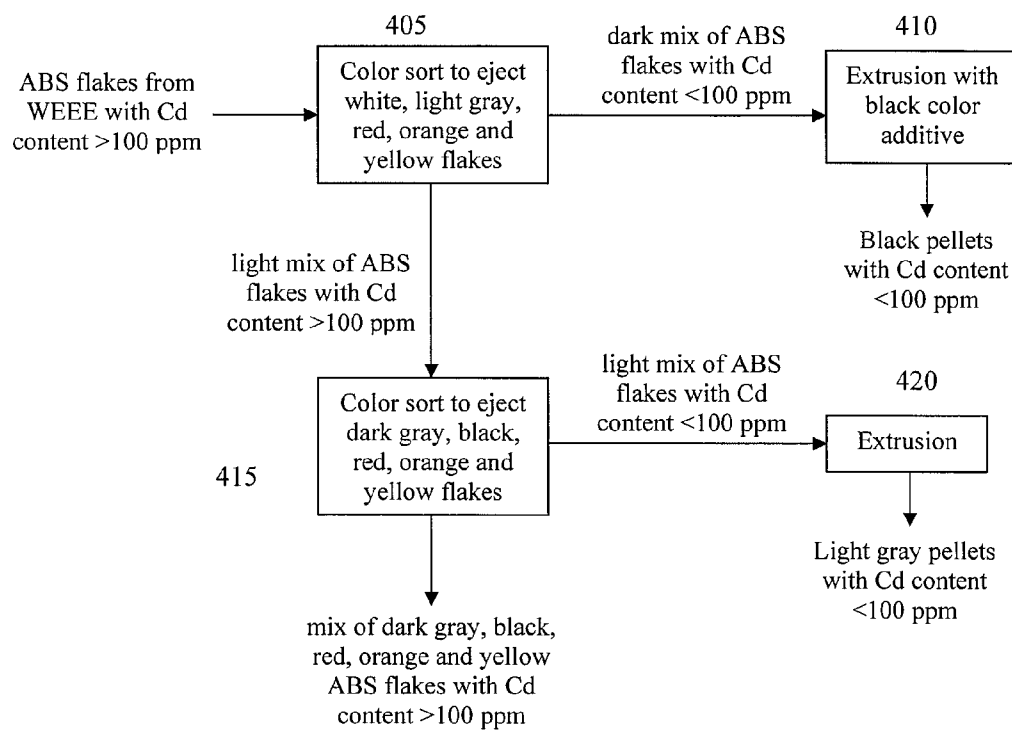 405
410
ABS flakes from
WEEE with Cd
content >100 ppm
Color sort to eject
white, light gray,
red, orange and
yellow flakes
dark mix of ABS
flakes with Cd
content <100 ppm
Extrusion with
black color
additive
Black pellets
with Cd content
<100 ppm
light mix of ABS
flakes with Cd
content >100 ppm
415
Color sort to eject
dark gray, black,
red, orange and
yellow flakes
light mix of ABS
flakes with Cd
content <100 ppm
420
Extrusion
Light gray pellets
with Cd content
<100 ppm
mix of dark gray, black,
red, orange and yellow
ABS flakes with Cd
content >100 ppm